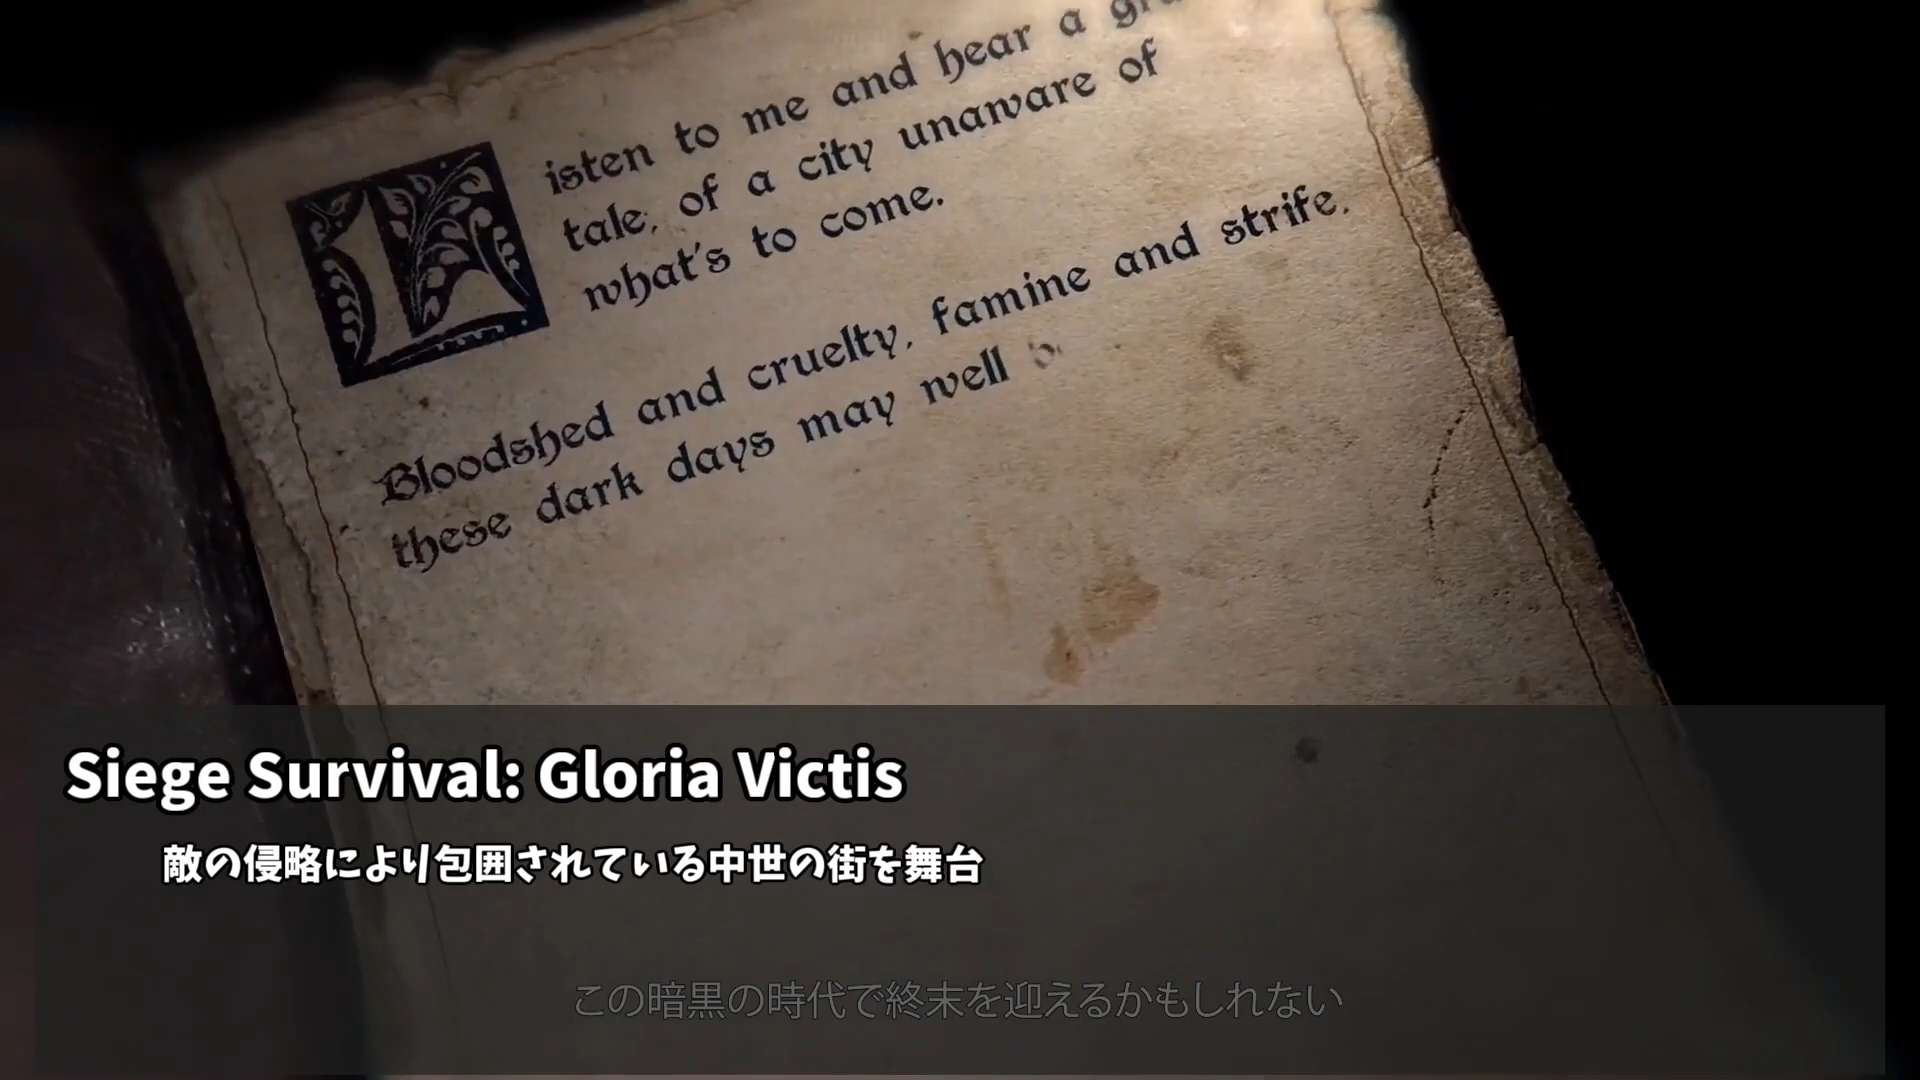 Listen to me and hear a
tale, of a city unaware of
what's to come.
Bloodshed and cruelty, famine and strife,
these dark days may well
Siege Survival: Gloria Victis
敵の侵略により包囲されている中世の街を舞台
この暗黒の時代で終末を迎えるかもしれない